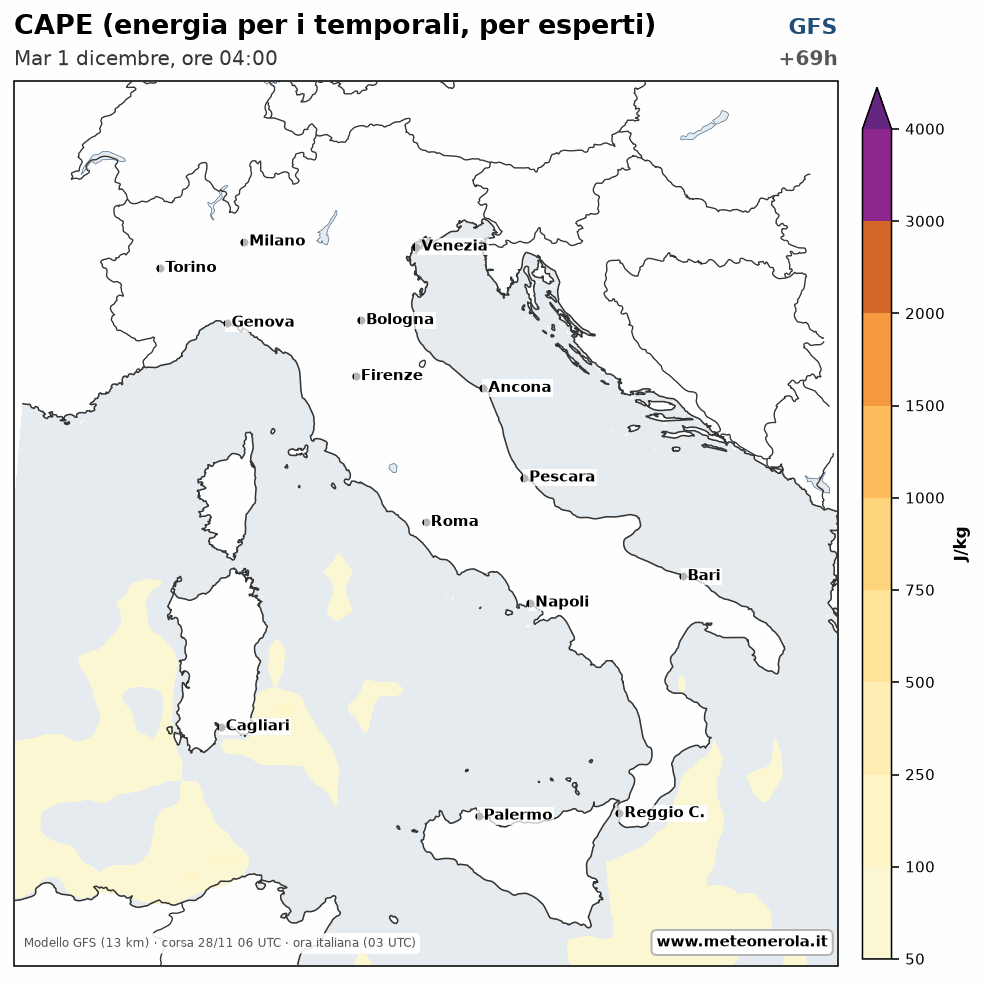 CAPE (energia per i temporali, per esperti)
GFS
Mar 1 dicembre, ore 04:00
+69h
4000
3000
2000
1500
1000
750
500
250
100
50
J/kg
Milano
Venezia
Torino
Genova
Bologna
Firenze
Ancona
Pescara
Roma
Bari
Napoli
Cagliari
Palermo
Reggio C.
Modello GFS (13 km) · corsa 28/11 06 UTC · ora italiana (03 UTC)
www.meteonerola.it